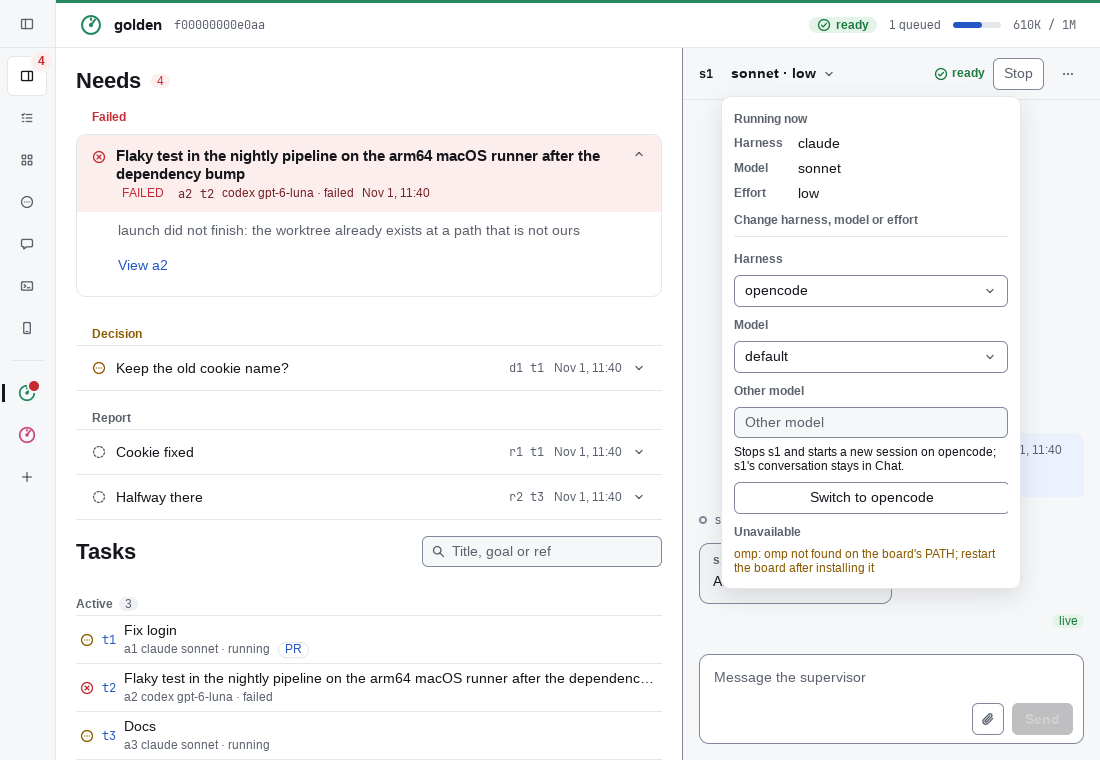 golden f00000000e0aa
ready 1 queued 610K / 1M
4
Needs 4
Failed
Flaky test in the nightly pipeline on the arm64 macOS runner after the
dependency bump
FAILED a2 t2 codex gpt-6-luna · failed Nov 1, 11:40
launch did not finish: the worktree already exists at a path that is not ours
View a2
Decision
Keep the old cookie name? d1 t1 Nov 1, 11:40
Report
Cookie fixed r1 t1 Nov 1, 11:40
Halfway there r2 t3 Nov 1, 11:40
Tasks
Title, goal or ref
Active 3
t1 Fix login
a1 claude sonnet · running PR
t2 Flaky test in the nightly pipeline on the arm64 macOS runner after the dependenc…
a2 codex gpt-6-luna · failed
t3 Docs
a3 claude sonnet · running
s1 sonnet · low ready Stop
Running now
Harness claude
Model sonnet
Effort low
Change harness, model or effort
Harness
opencode
Model
default
Other model
Other model
Stops s1 and starts a new session on opencode;
s1's conversation stays in Chat.
Switch to opencode
Unavailable
omp: omp not found on the board's PATH; restart
the board after installing it
11:40
s
s
A
live
Message the supervisor
Send